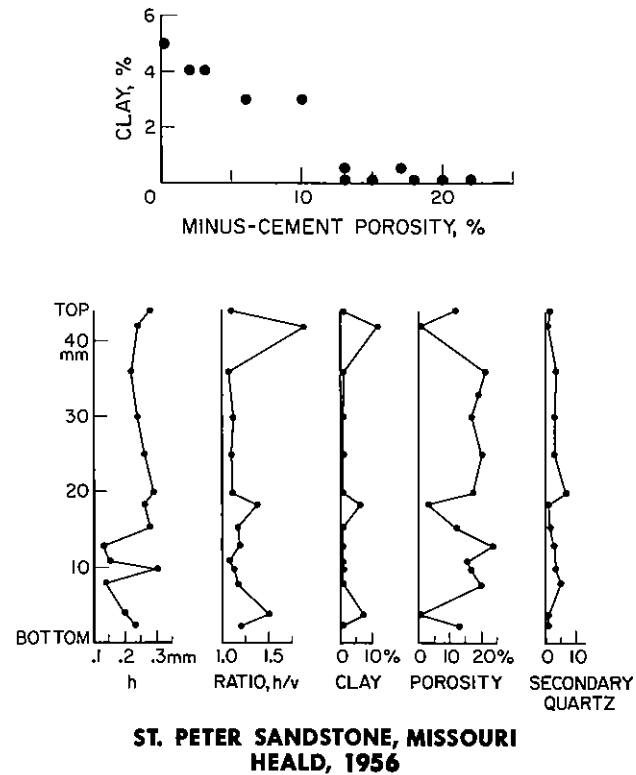 6
4
2
0
CLAY, %
0 10 20
MINUS-CEMENT POROSITY, %
TOP
40
mm
30
20
10
BOTTOM
.1 .2 .3mm
h
1.0 1.5
RATIO, h/v
0 10%
CLAY
0 10 20%
POROSITY
0 10
SECONDARY
QUARTZ
ST. PETER SANDSTONE, MISSOURI
HEALD, 1956